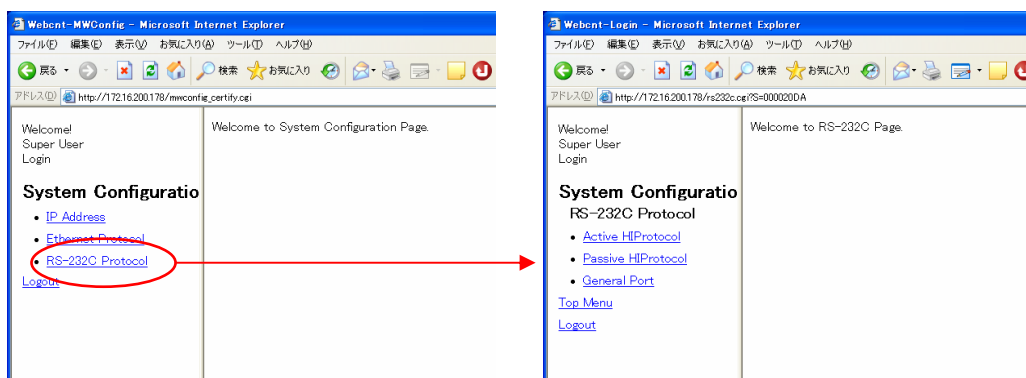 Webcnt-MWConfig - Microsoft Internet Explorer
ファイル(F) 編集(E) 表示(V) お気に入り(A) ツール(T) ヘルプ(H)
戻る 検索 お気に入り
アドレス(D) http://172.16.200.178/mwconfig_certify.cgi
Welcome!
Super User
Login
System Configuratio
IP Address
Ethernet Protocol
RS-232C Protocol
Logout
Welcome to System Configuration Page.
Webcnt-Login - Microsoft Internet Explorer
ファイル(F) 編集(E) 表示(V) お気に入り(A) ツール(T) ヘルプ(H)
戻る 検索 お気に入り
アドレス(D) http://172.16.200.178/rs232c.cgi?S=000020DA
Welcome!
Super User
Login
System Configuratio
RS-232C Protocol
Active HIProtocol
Passive HIProtocol
General Port
Top Menu
Logout
Welcome to RS-232C Page.